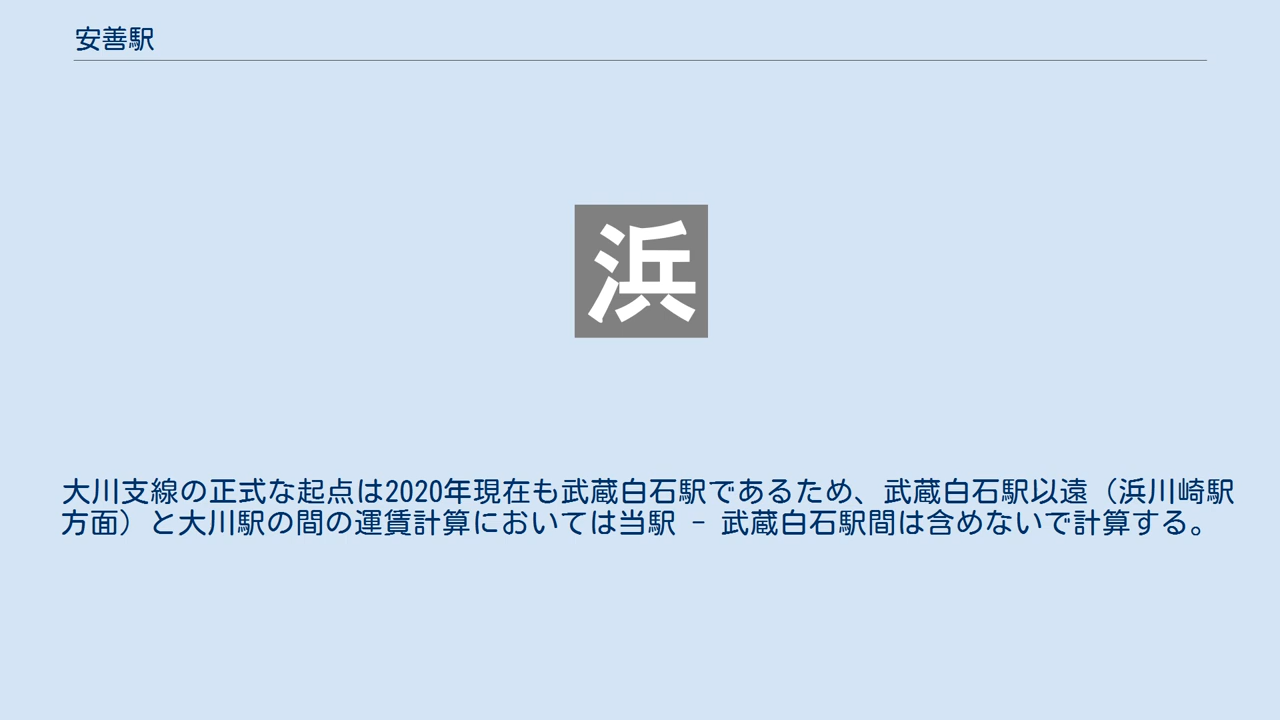 安善駅
浜
大川支線の正式な起点は2020年現在も武蔵白石駅であるため、武蔵白石駅以遠（浜川崎駅
方面）と大川駅の間の運賃計算においては当駅 - 武蔵白石駅間は含めないで計算する。